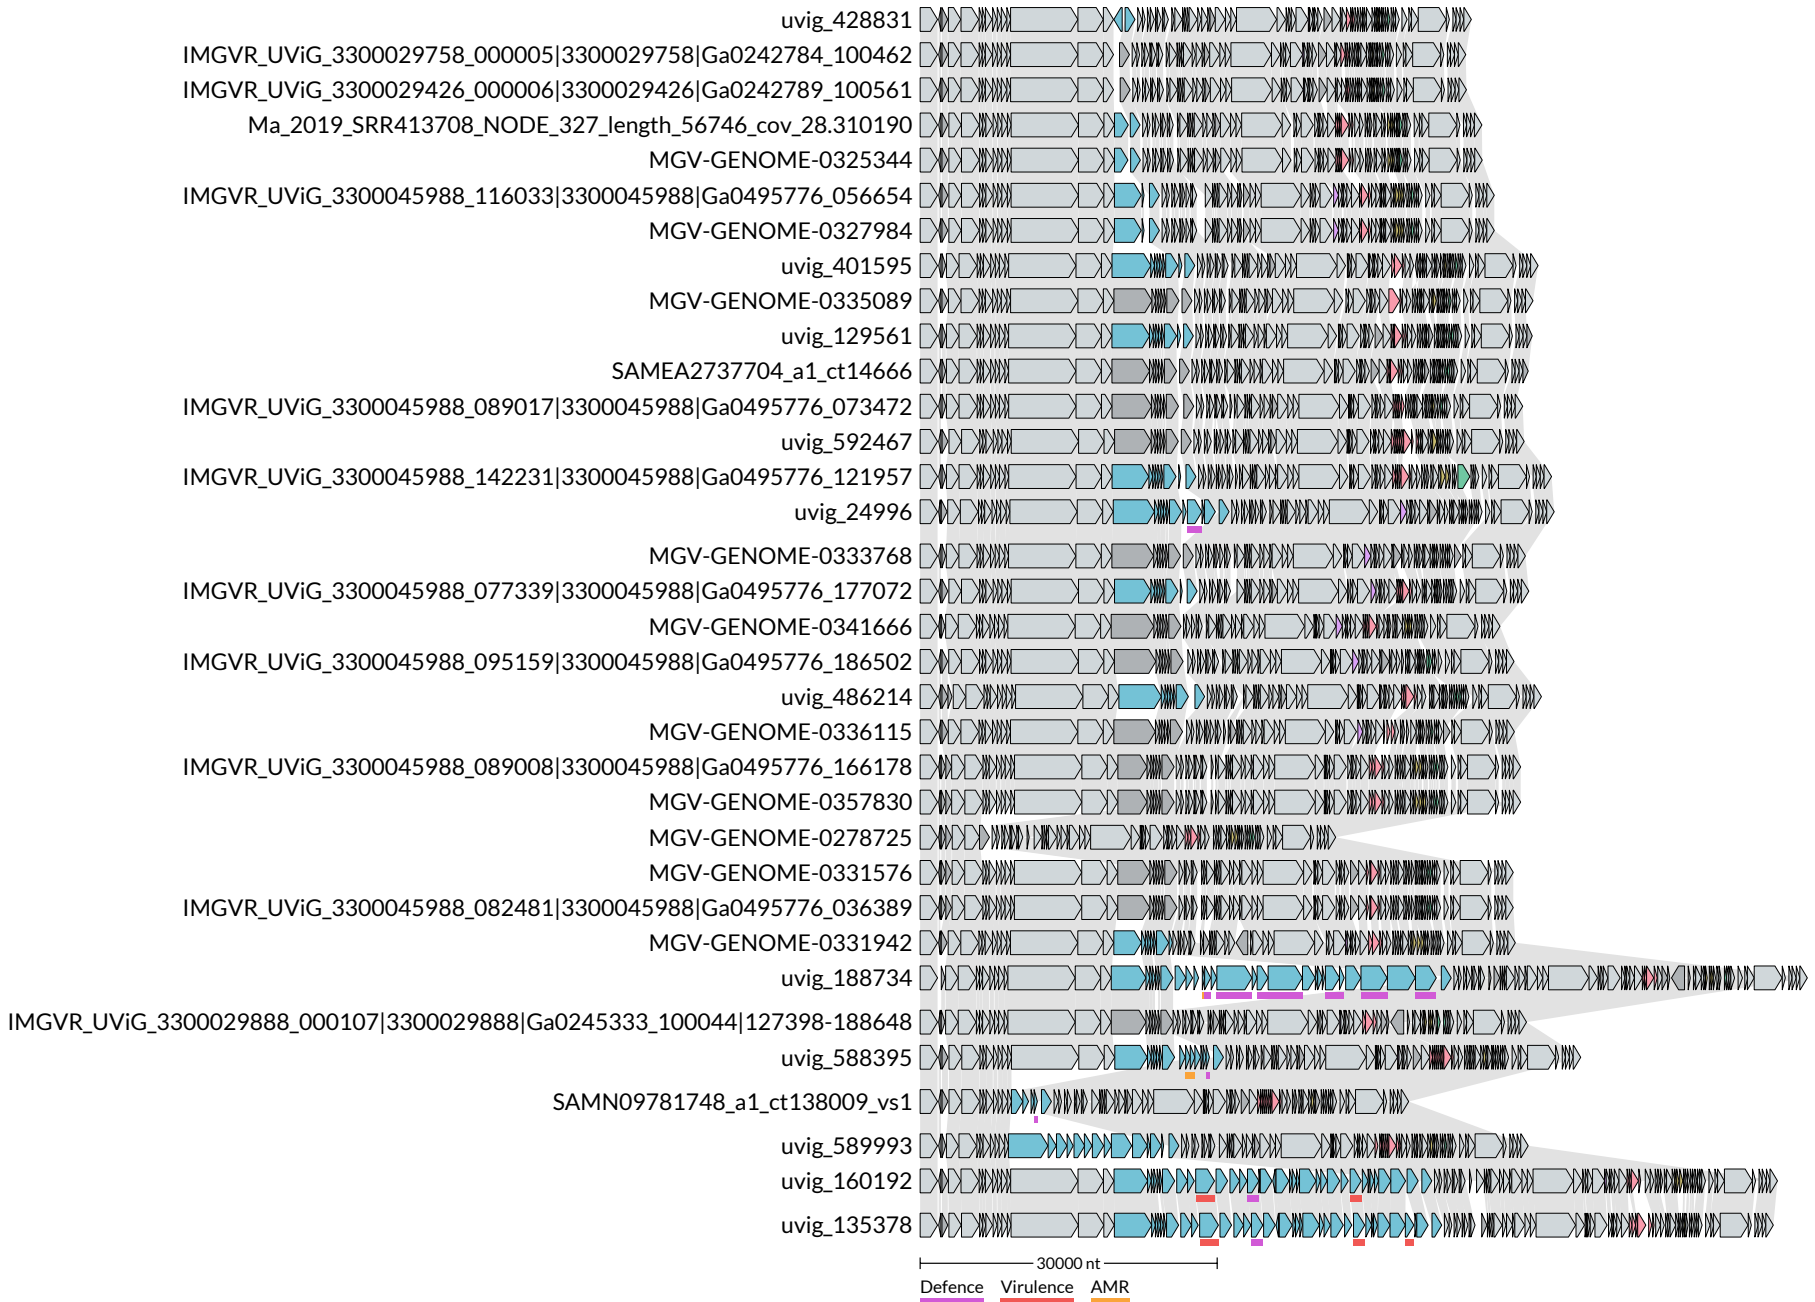 uvig_428831
IMGVR_UViG_3300029758_000005|3300029758|Ga0242784_100462
IMGVR_UViG_3300029426_000006|3300029426|Ga0242789_100561
Ma_2019_SRR413708_NODE_327_length_56746_cov_28.310190
MGV-GENOME-0325344
IMGVR_UViG_3300045988_116033|3300045988|Ga0495776_056654
MGV-GENOME-0327984
uvig_401595
MGV-GENOME-0335089
uvig_129561
SAMEA2737704_a1_ct14666
IMGVR_UViG_3300045988_089017|3300045988|Ga0495776_073472
uvig_592467
IMGVR_UViG_3300045988_142231|3300045988|Ga0495776_121957
uvig_24996
MGV-GENOME-0333768
IMGVR_UViG_3300045988_077339|3300045988|Ga0495776_177072
MGV-GENOME-0341666
IMGVR_UViG_3300045988_095159|3300045988|Ga0495776_186502
uvig_486214
MGV-GENOME-0336115
IMGVR_UViG_3300045988_089008|3300045988|Ga0495776_166178
MGV-GENOME-0357830
MGV-GENOME-0278725
MGV-GENOME-0331576
IMGVR_UViG_3300045988_082481|3300045988|Ga0495776_036389
MGV-GENOME-0331942
uvig_188734
IMGVR_UViG_3300029888_000107|3300029888|Ga0245333_100044|127398-188648
uvig_588395
SAMN09781748_a1_ct138009_vs1
uvig_589993
uvig_160192
uvig_135378
30000 nt
Defence Virulence AMR